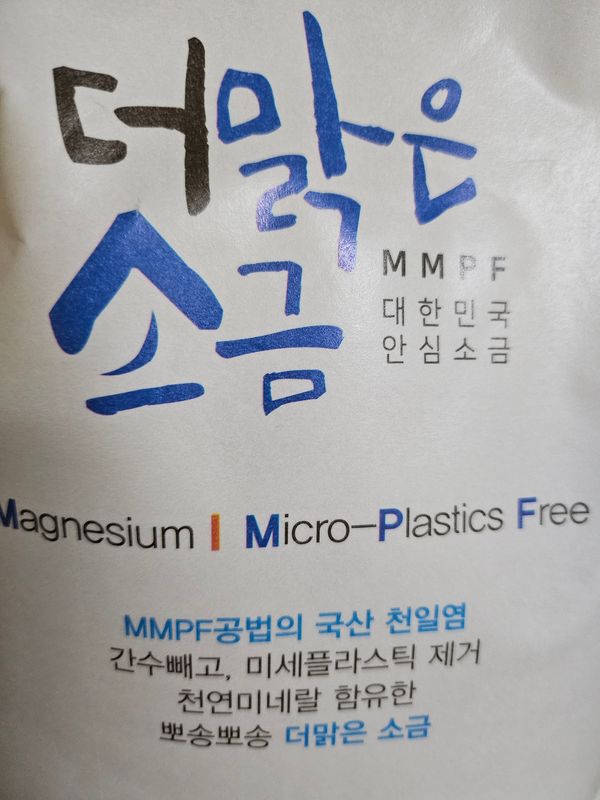 더맑은
소금
MMPF
대한민국
안심소금
Magnesium | Micro-Plastics Free
MMPF공법의 국산 천일염
간수빼고, 미세플라스틱 제거
천연미네랄 함유한
뽀송뽀송 더맑은 소금